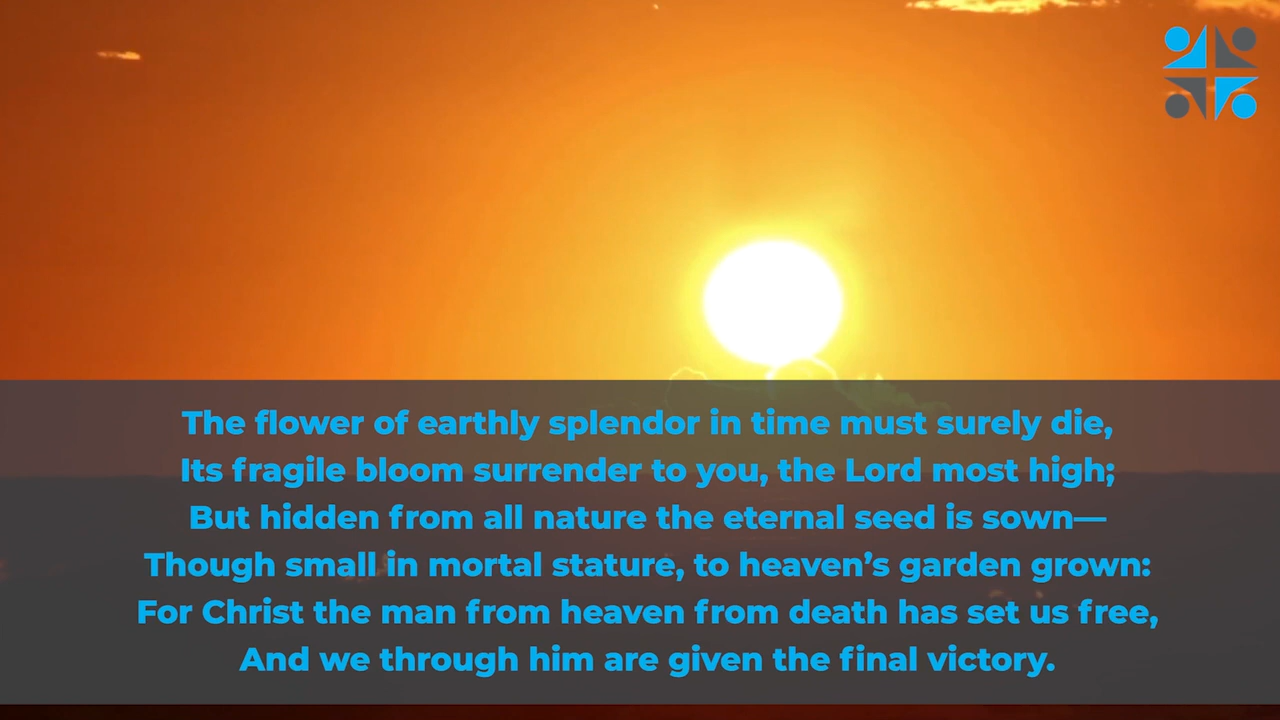 The flower of earthly splendor in time must surely die,
Its fragile bloom surrender to you, the Lord most high;
But hidden from all nature the eternal seed is sown—
Though small in mortal stature, to heaven’s garden grown:
For Christ the man from heaven from death has set us free,
And we through him are given the final victory.